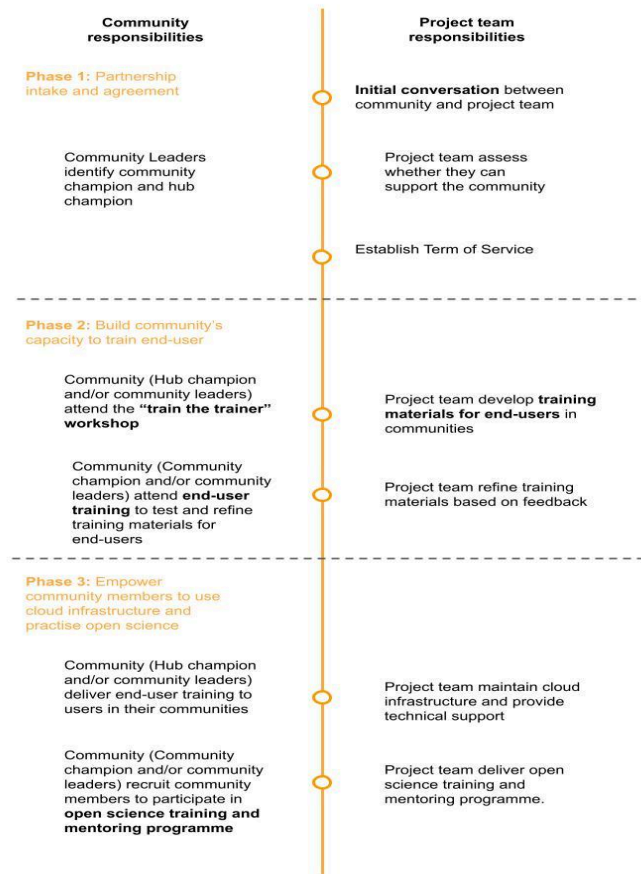 Community
responsibilities
Project team
responsibilities
Phase 1: Partnership
intake and agreement
Initial conversation between
community and project team
Community Leaders
identify community
champion and hub
champion
Project team assess
whether they can
support the community
Establish Term of Service
Phase 2: Build community's
capacity to train end-user
Community (Hub champion
and/or community leaders)
attend the “train the trainer”
workshop
Project team develop training
materials for end-users in
communities
Community (Community
champion and/or community
leaders) attend end-user
training to test and refine
training materials for
end-users
Project team refine training
materials based on feedback
Phase 3: Empower
community members to use
cloud infrastructure and
practise open science
Community (Hub champion
and/or community leaders)
deliver end-user training to
users in their communities
Project team maintain cloud
infrastructure and provide
technical support
Community (Community
champion and/or community
leaders) recruit community
members to participate in
open science training and
mentoring programme
Project team deliver open
science training and
mentoring programme.